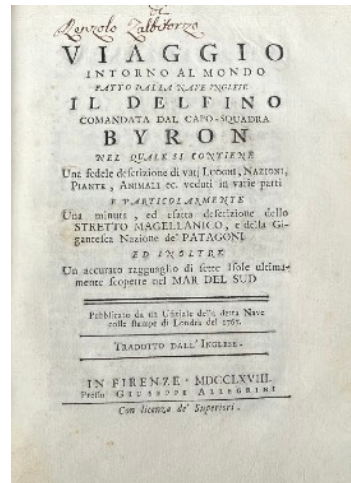 di
VIAGGIO
INTORNO AL MONDO
FATTO DALLA NAVE INGLESE
IL DELFINO
COMANDATA DAL CAPO-SQUADRA
BYRON
NEL QUALE SI CONTIENE
Una fedele descrizione di varj LUOGHI, NAZIONI,
PIANTE, ANIMALI ec. veduti in varie parti
E PARTICOLARMENTE
Una minuta, ed esatta descrizione dello
STRETTO MAGELLANICO, e della Gi-
gantesca Nazione de' PATAGONI
ED INOLTRE
Un accurato ragguaglio di sette Isole ultima-
mente scoperte nel MAR DEL SUD
Pubblicato da un Ufiziale della detta Nave
colle stampe di Londra del 1767.
TRADOTTO DALL' INGLESE.
IN FIRENZE MDCCLXVIII.
Presso GIUSEPPE ALLEGRINI
Con licenza de' Superiori.